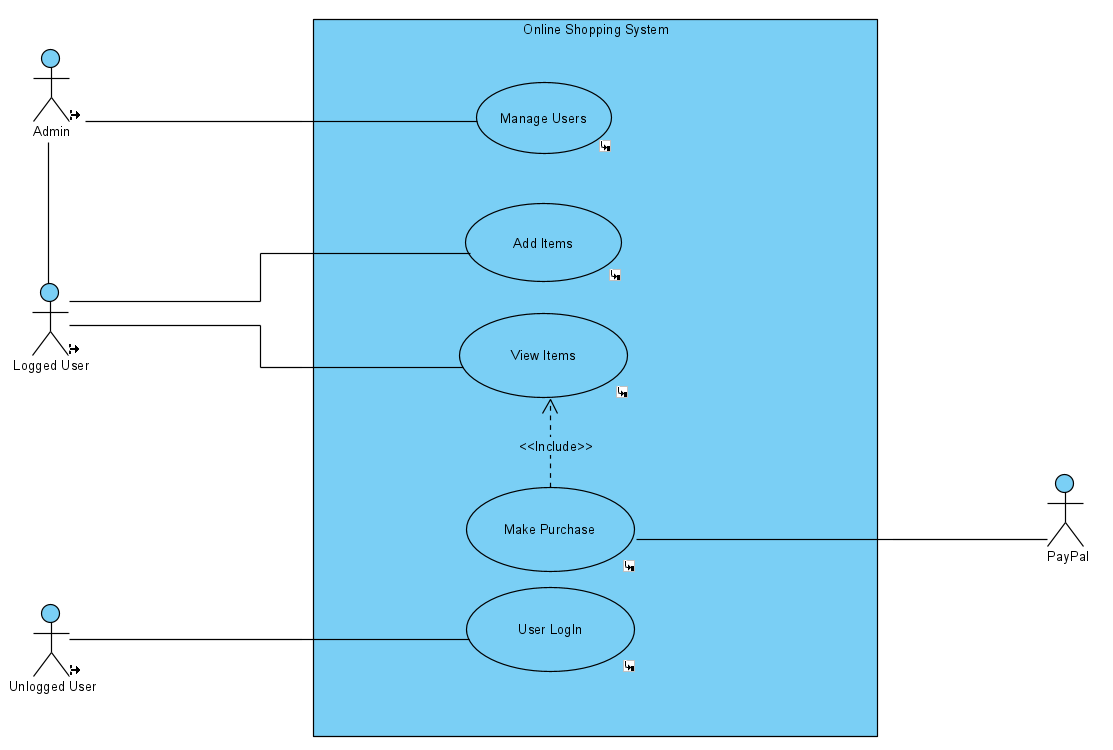 Online Shopping System
Admin
Manage Users
Add Items
Logged User
View Items
<<Include>>
Make Purchase
PayPal
User LogIn
Unlogged User